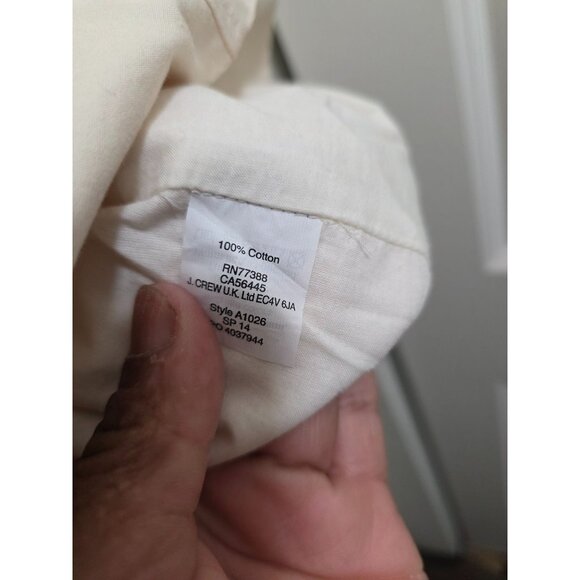 100% Cotton
RN77388
CA56445
J. CREW U.K. Ltd EC4V 6JA
Style A1026
SP 14
4037944